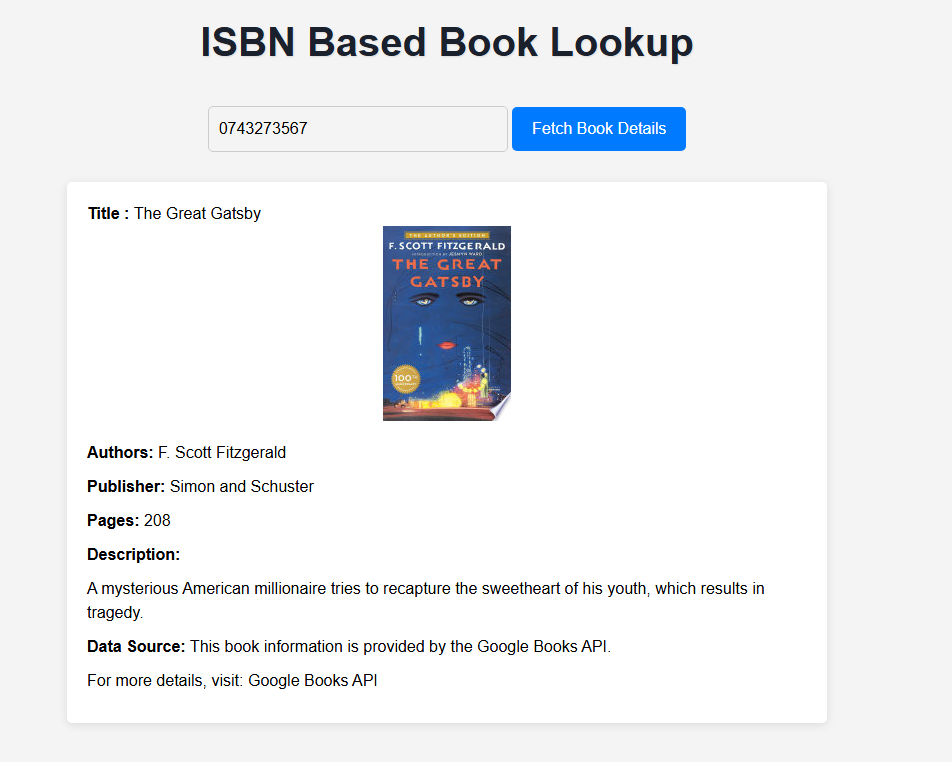 ISBN Based Book Lookup
0743273567
Fetch Book Details
Title : The Great Gatsby
THE AUTHOR'S EDITION
F. SCOTT FITZGERALD
INTRODUCTION BY JESMYN WARD
THE GREAT
GATSBY
100TH
ANNIVERSARY
Authors: F. Scott Fitzgerald
Publisher: Simon and Schuster
Pages: 208
Description:
A mysterious American millionaire tries to recapture the sweetheart of his youth, which results in
tragedy.
Data Source: This book information is provided by the Google Books API.
For more details, visit: Google Books API